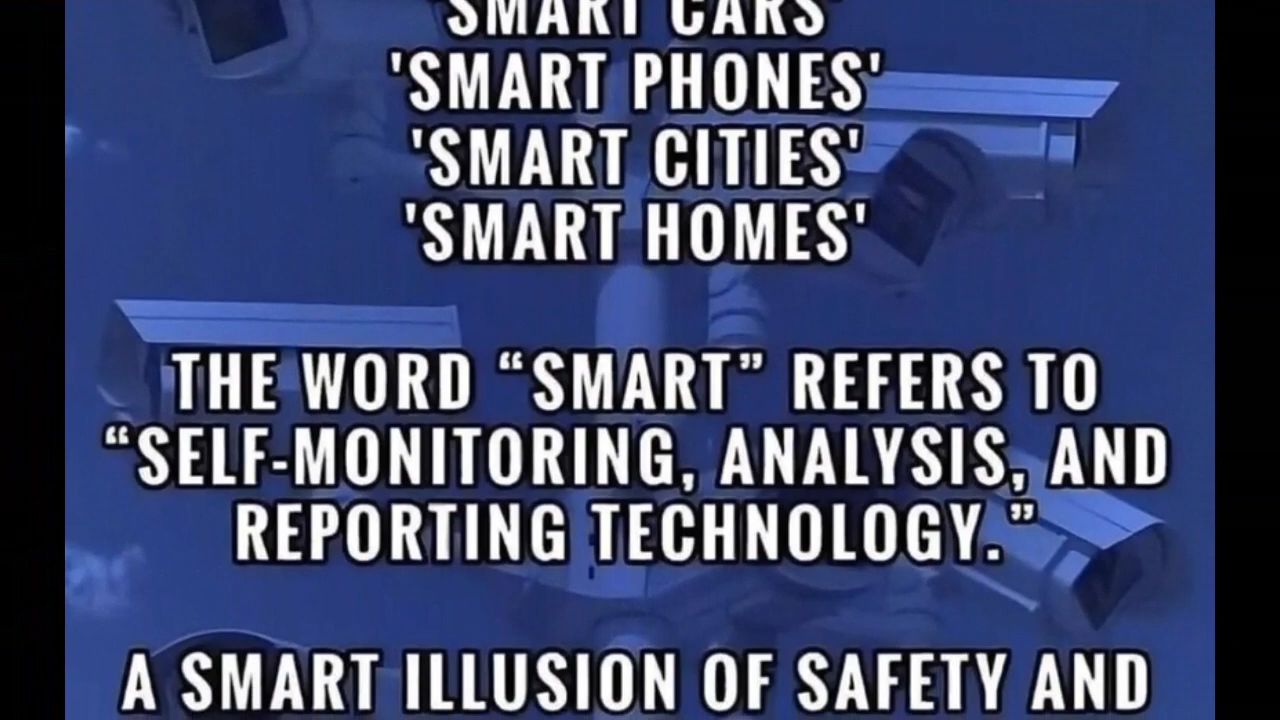 'SMART CARS'
'SMART PHONES'
'SMART CITIES'
'SMART HOMES'
THE WORD “SMART” REFERS TO
“SELF-MONITORING, ANALYSIS, AND
REPORTING TECHNOLOGY.”
A SMART ILLUSION OF SAFETY AND